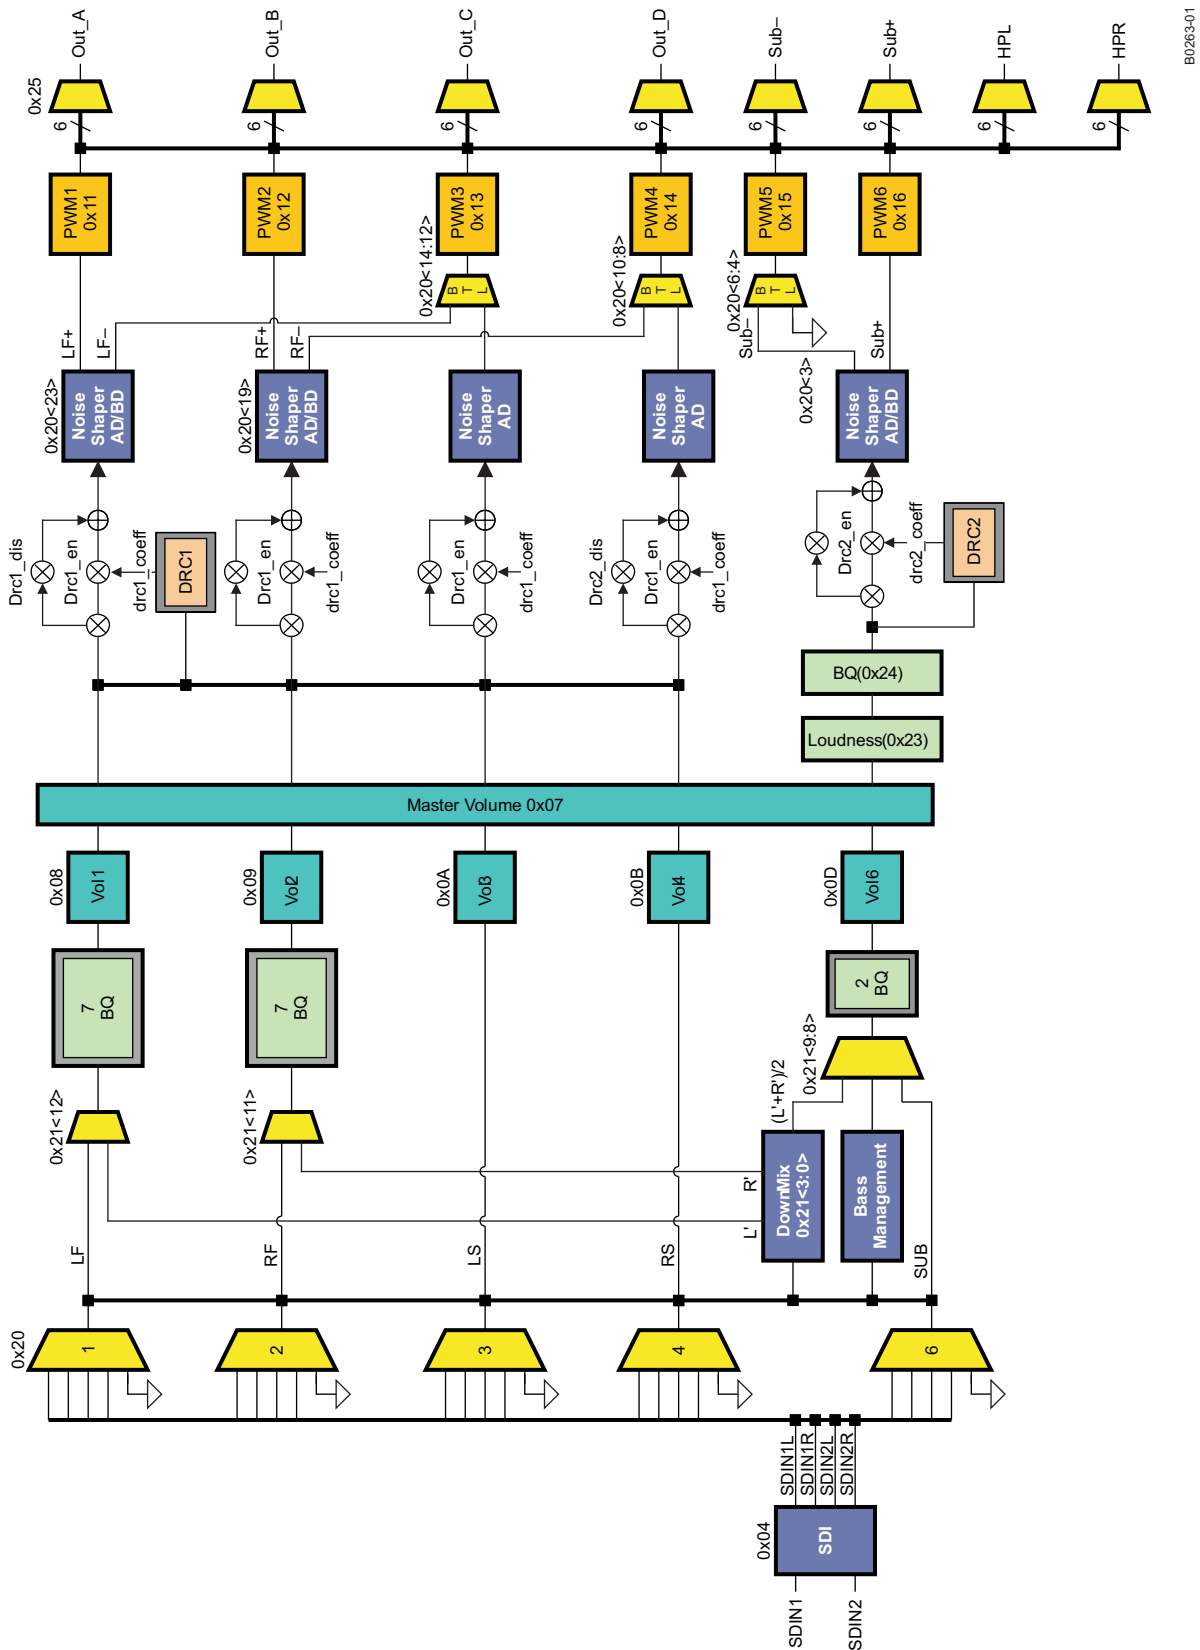 B0263-01
0x25
Out_A
Out_B
Out_C
Out_D
Sub–
Sub+
HPL
HPR
6
6
6
6
6
6
6
6
PWM1
0x11
PWM2
0x12
PWM3
0x13
PWM4
0x14
PWM5
0x15
PWM6
0x16
0x20<14:12>
B T L
0x20<10:8>
B T L
0x20<6:4>
B T L
LF+
LF–
RF+
RF–
Sub–
Sub+
0x20<23>
Noise
Shaper
AD/BD
0x20<19>
Noise
Shaper
AD/BD
Noise
Shaper
AD
Noise
Shaper
AD
0x20<3>
Noise
Shaper
AD/BD
Drc1_dis
Drc1_en
drc1_coeff
DRC1
Drc1_en
drc1_coeff
Drc1_en
drc1_coeff
Drc2_dis
Drc1_en
drc1_coeff
Drc2_en
drc2_coeff
DRC2
BQ(0x24)
Loudness(0x23)
Master Volume 0x07
0x08
Vol1
0x09
Vol2
0x0A
Vol3
0x0B
Vol4
0x0D
Vol6
7
BQ
7
BQ
2
BQ
0x21<12>
0x21<11>
0x21<9:8>
(L'+R')/2
L'
R'
DownMix
0x21<3:0>
Bass
Management
LF
RF
LS
RS
SUB
0x20
1
2
3
4
6
SDIN1L
SDIN1R
SDIN2L
SDIN2R
0x04
SDI
SDIN1
SDIN2